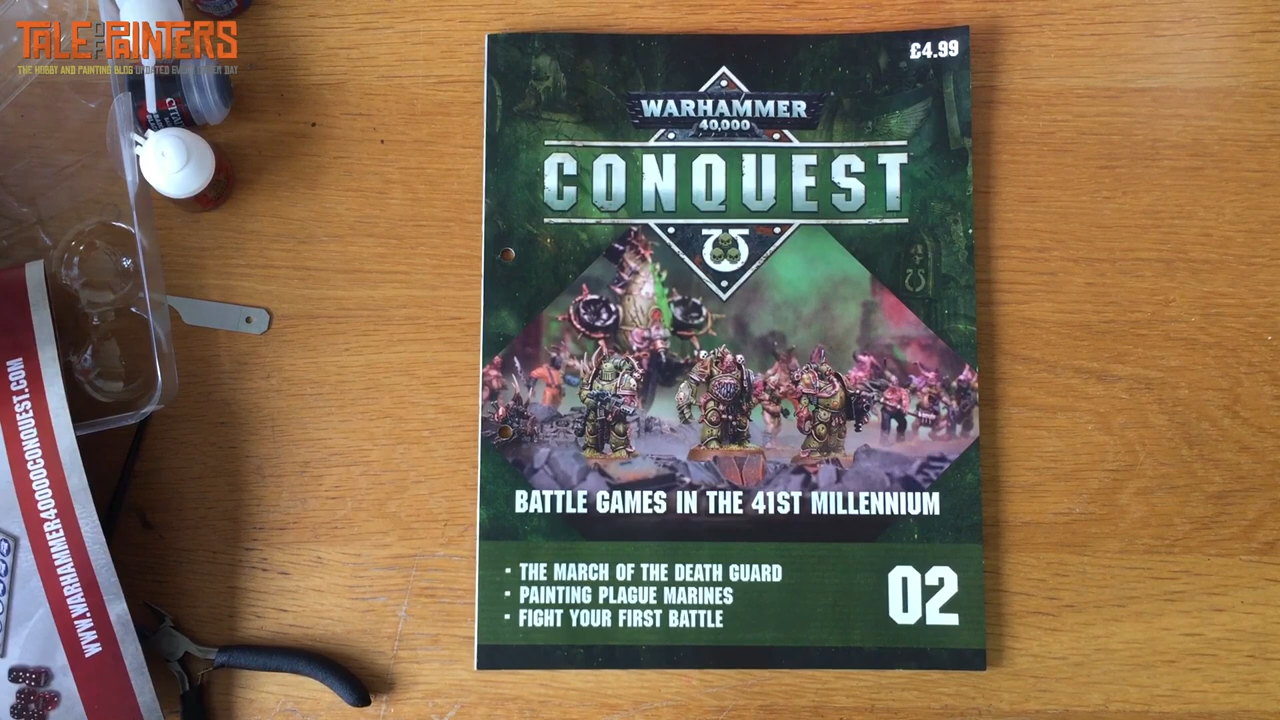 TALE OF PAINTERS
THE HOBBY AND PAINTING BLOG UPDATED EVERY OTHER DAY
£4.99
WARHAMMER
40,000
CONQUEST
BATTLE GAMES IN THE 41ST MILLENNIUM
· THE MARCH OF THE DEATH GUARD
· PAINTING PLAGUE MARINES
· FIGHT YOUR FIRST BATTLE
02
WWW.WARHAMMER40000CONQUEST.COM